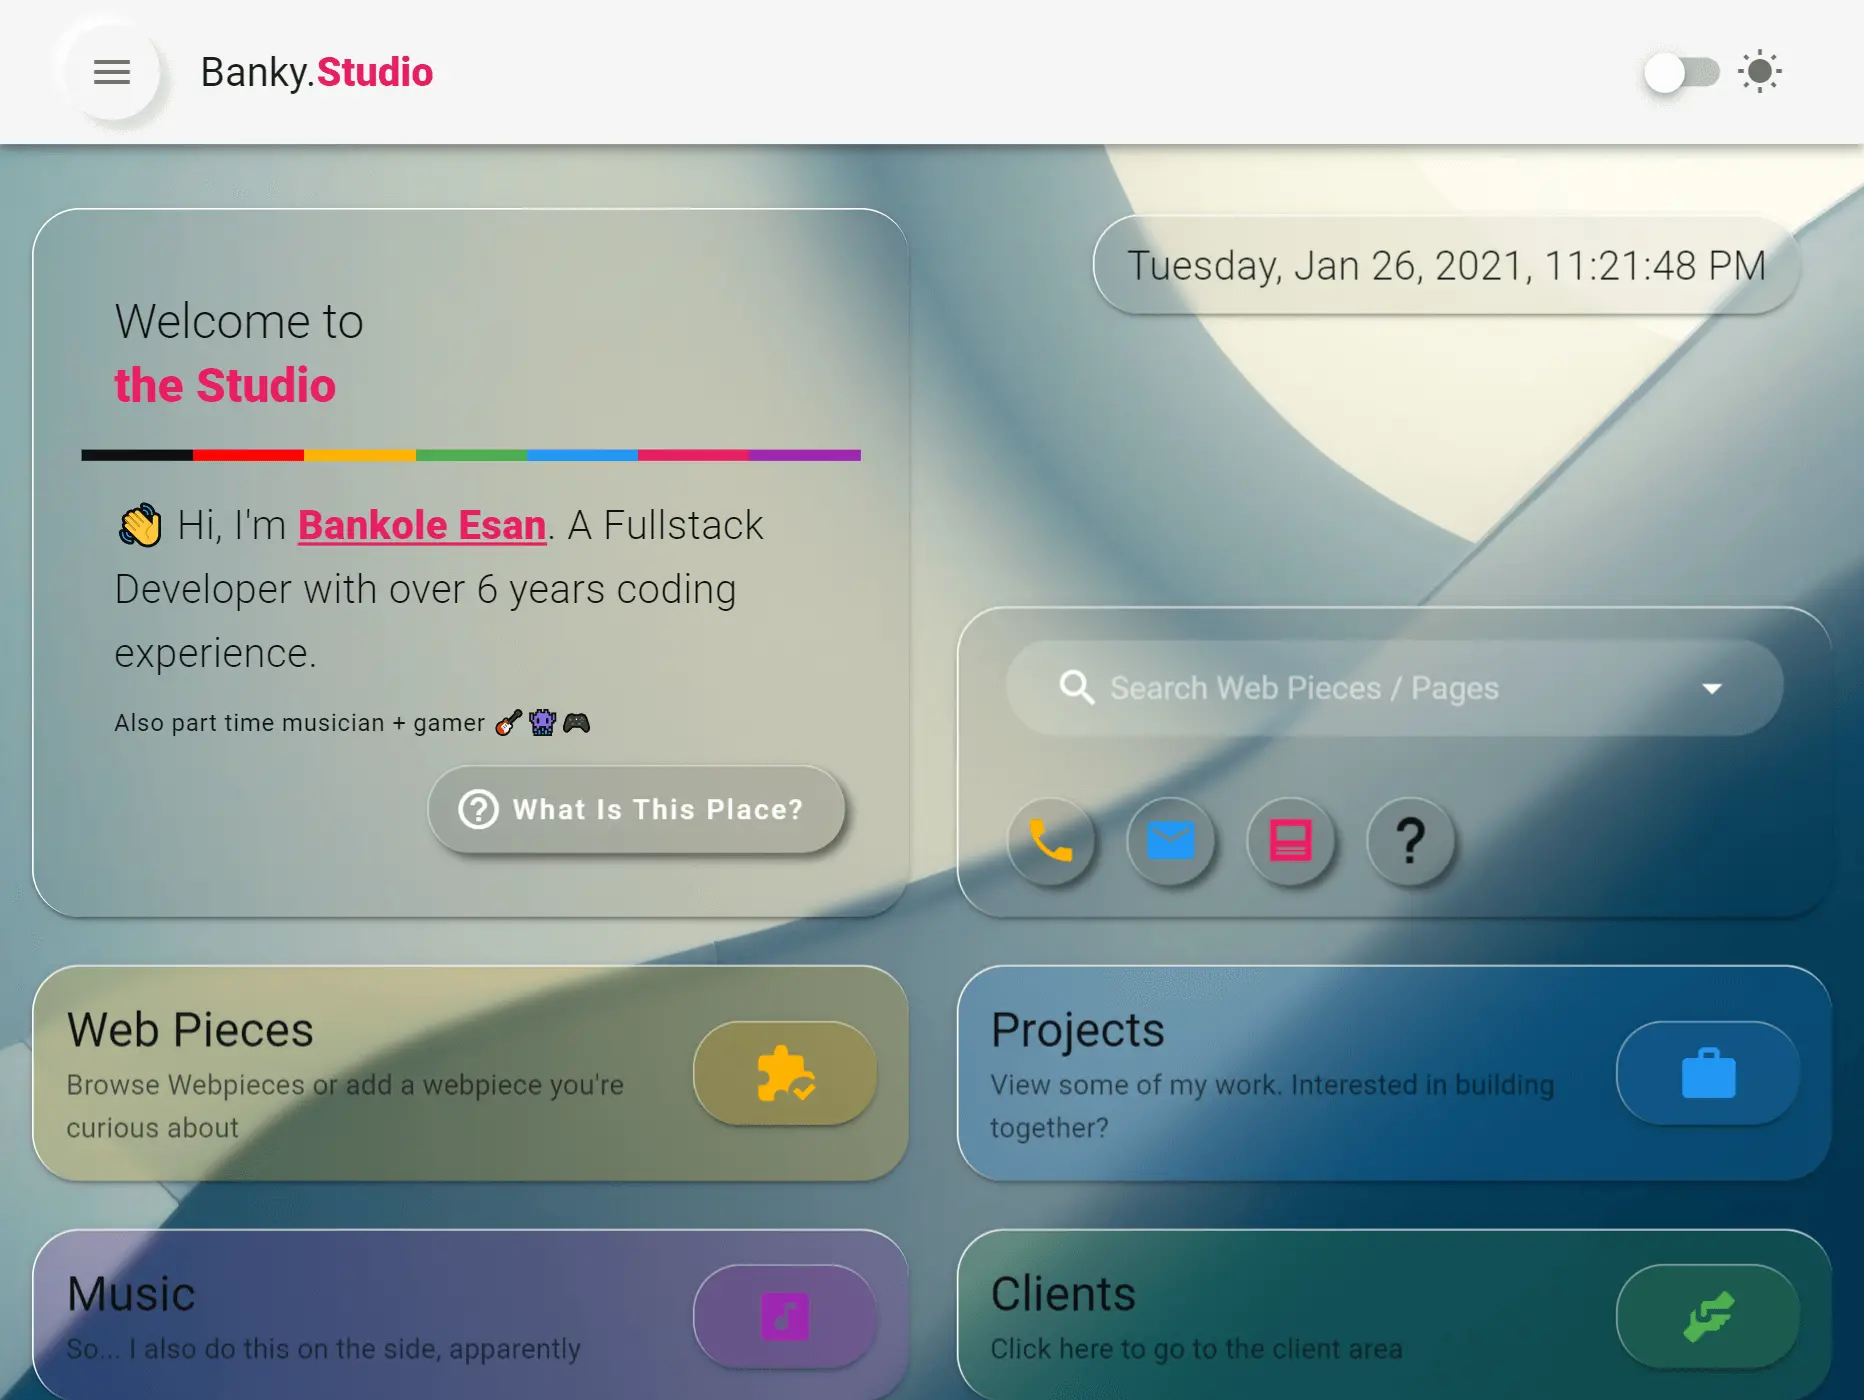 Banky.Studio
Tuesday, Jan 26, 2021, 11:21:48 PM
Welcome to
the Studio
👋 Hi, I'm Bankole Esan. A Fullstack
Developer with over 6 years coding
experience.
Also part time musician + gamer 🎸👾🎮
What Is This Place?
Search Web Pieces / Pages
?
Web Pieces
Browse Webpieces or add a webpiece you're
curious about
Projects
View some of my work. Interested in building
together?
Music
So... I also do this on the side, apparently
Clients
Click here to go to the client area